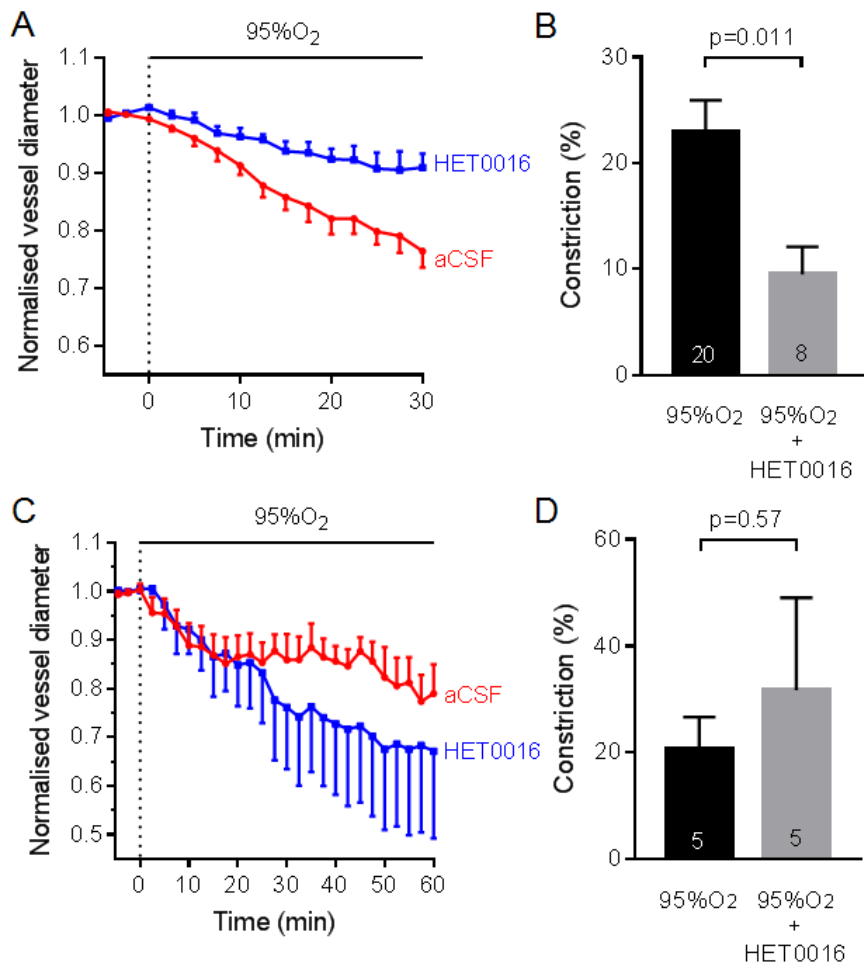 A
95%O2
Normalised vessel diameter
1.1
1.0
0.9
0.8
0.7
0.6
HET0016
aCSF
0
10
20
30
Time (min)
B
p=0.011
Constriction (%)
30
20
10
0
20
8
95%O2
95%O2
+
HET0016
C
95%O2
Normalised vessel diameter
1.1
1.0
0.9
0.8
0.7
0.6
0.5
aCSF
HET0016
0
10
20
30
40
50
60
Time (min)
D
p=0.57
Constriction (%)
60
40
20
0
5
5
95%O2
95%O2
+
HET0016